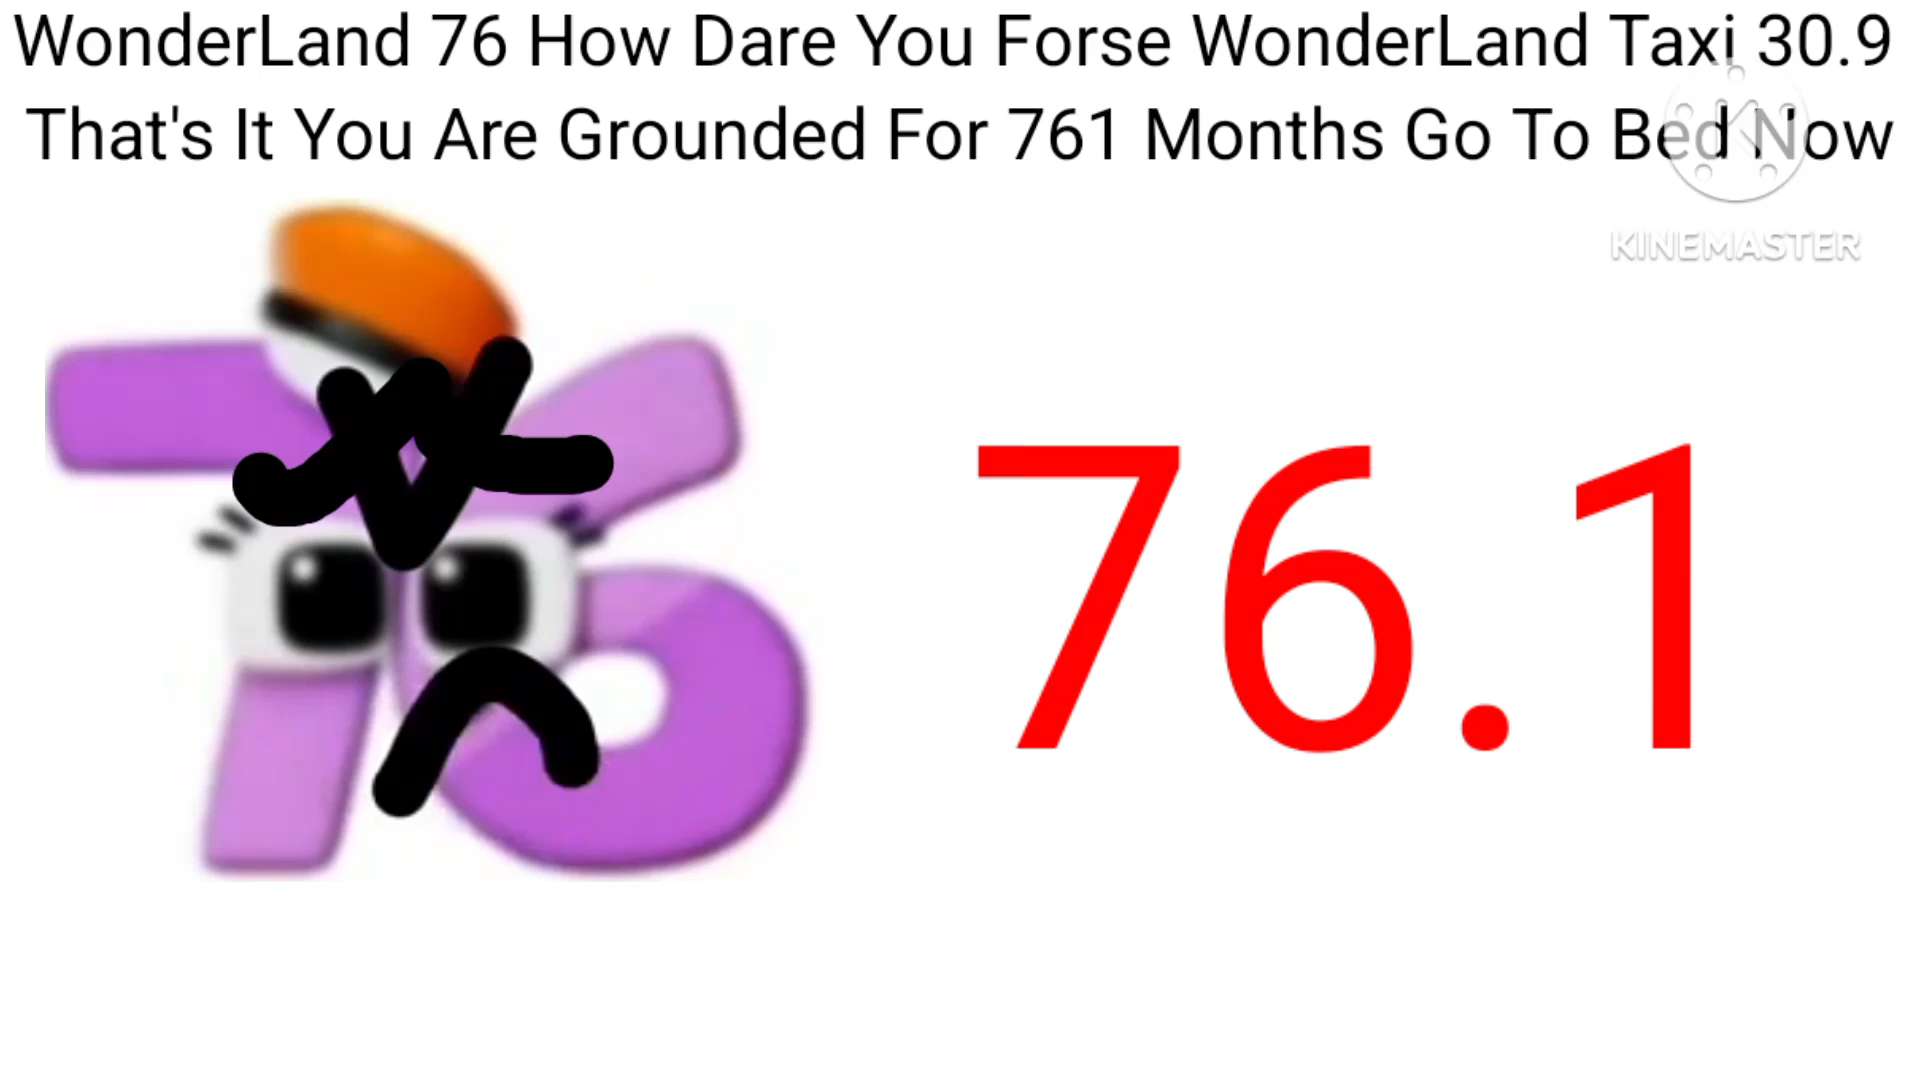 WonderLand 76 How Dare You Forse WonderLand Taxi 30.9
That's It You Are Grounded For 761 Months Go To Bed Now
KINEMASTER
76
76.1